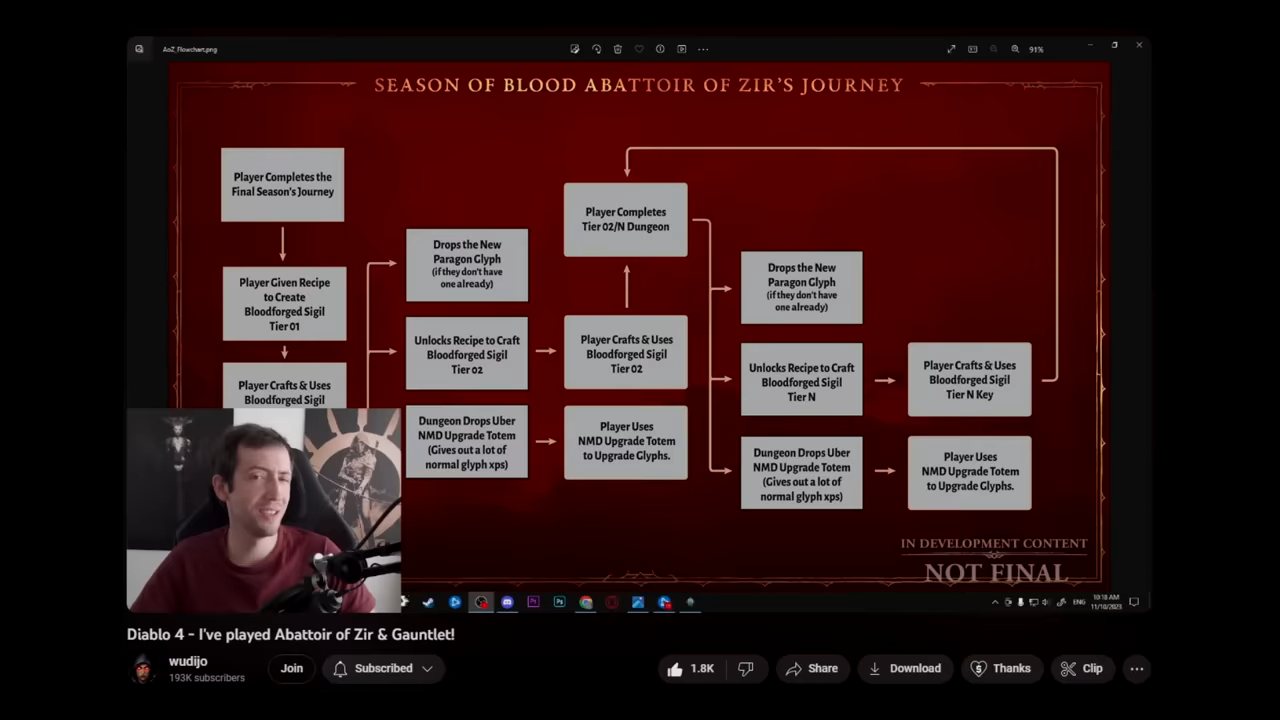 AoZ_Flowchart.png
91%
SEASON OF BLOOD ABATTOIR OF ZIR'S JOURNEY
Player Completes the
Final Season's Journey
Player Given Recipe
to Create
Bloodforged Sigil
Tier 01
Player Crafts & Uses
Bloodforged Sigil
Drops the New
Paragon Glyph
(if they don't have
one already)
Unlocks Recipe to Craft
Bloodforged Sigil
Tier 02
Dungeon Drops Uber
NMD Upgrade Totem
(Gives out a lot of
normal glyph xps)
Player Completes
Tier 02/N Dungeon
Player Crafts & Uses
Bloodforged Sigil
Tier 02
Player Uses
NMD Upgrade Totem
to Upgrade Glyphs.
Drops the New
Paragon Glyph
(if they don't have
one already)
Unlocks Recipe to Craft
Bloodforged Sigil
Tier N
Dungeon Drops Uber
NMD Upgrade Totem
(Gives out a lot of
normal glyph xps)
Player Crafts & Uses
Bloodforged Sigil
Tier N Key
Player Uses
NMD Upgrade Totem
to Upgrade Glyphs.
IN DEVELOPMENT CONTENT
NOT FINAL
Pr
Ps
ENG
10:18 AM
11/10/2023
Diablo 4 - I've played Abattoir of Zir & Gauntlet!
wudijo
193K subscribers
Join
Subscribed
1.8K
Share
Download
Thanks
Clip